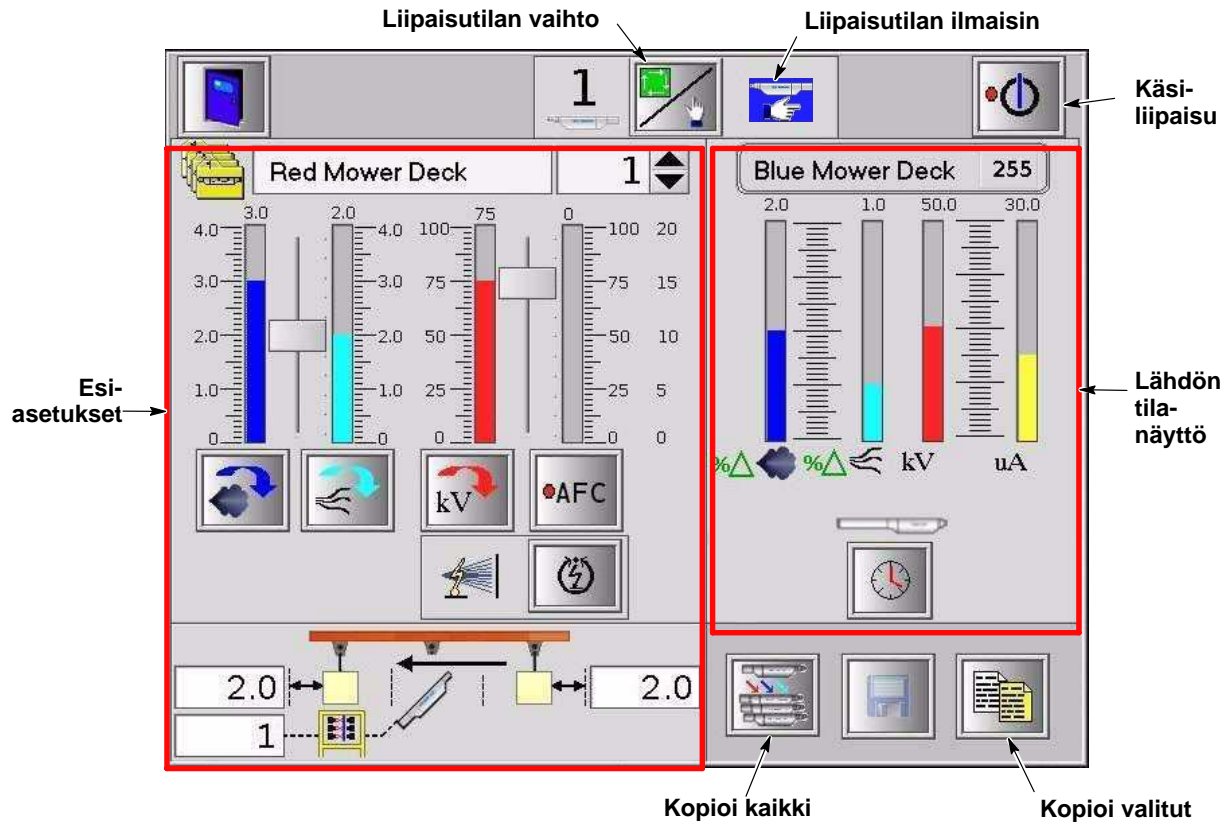 Liipaisutilan vaihto
Liipaisutilan ilmaisin
Käsi-
liipaisu
1
Red Mower Deck 1
Blue Mower Deck 255
3.0 2.0 75 0
2.0 1.0 50.0 30.0
4.0 4.0 100 100 20
3.0 3.0 75 75 15
2.0 2.0 50 50 10
1.0 1.0 25 25 5
0 0 0 0 0
Esi-
asetukset
Lähdön
tila-
näyttö
%△ %△ kV uA
kV AFC
2.0 2.0
1
Kopioi kaikki
Kopioi valitut